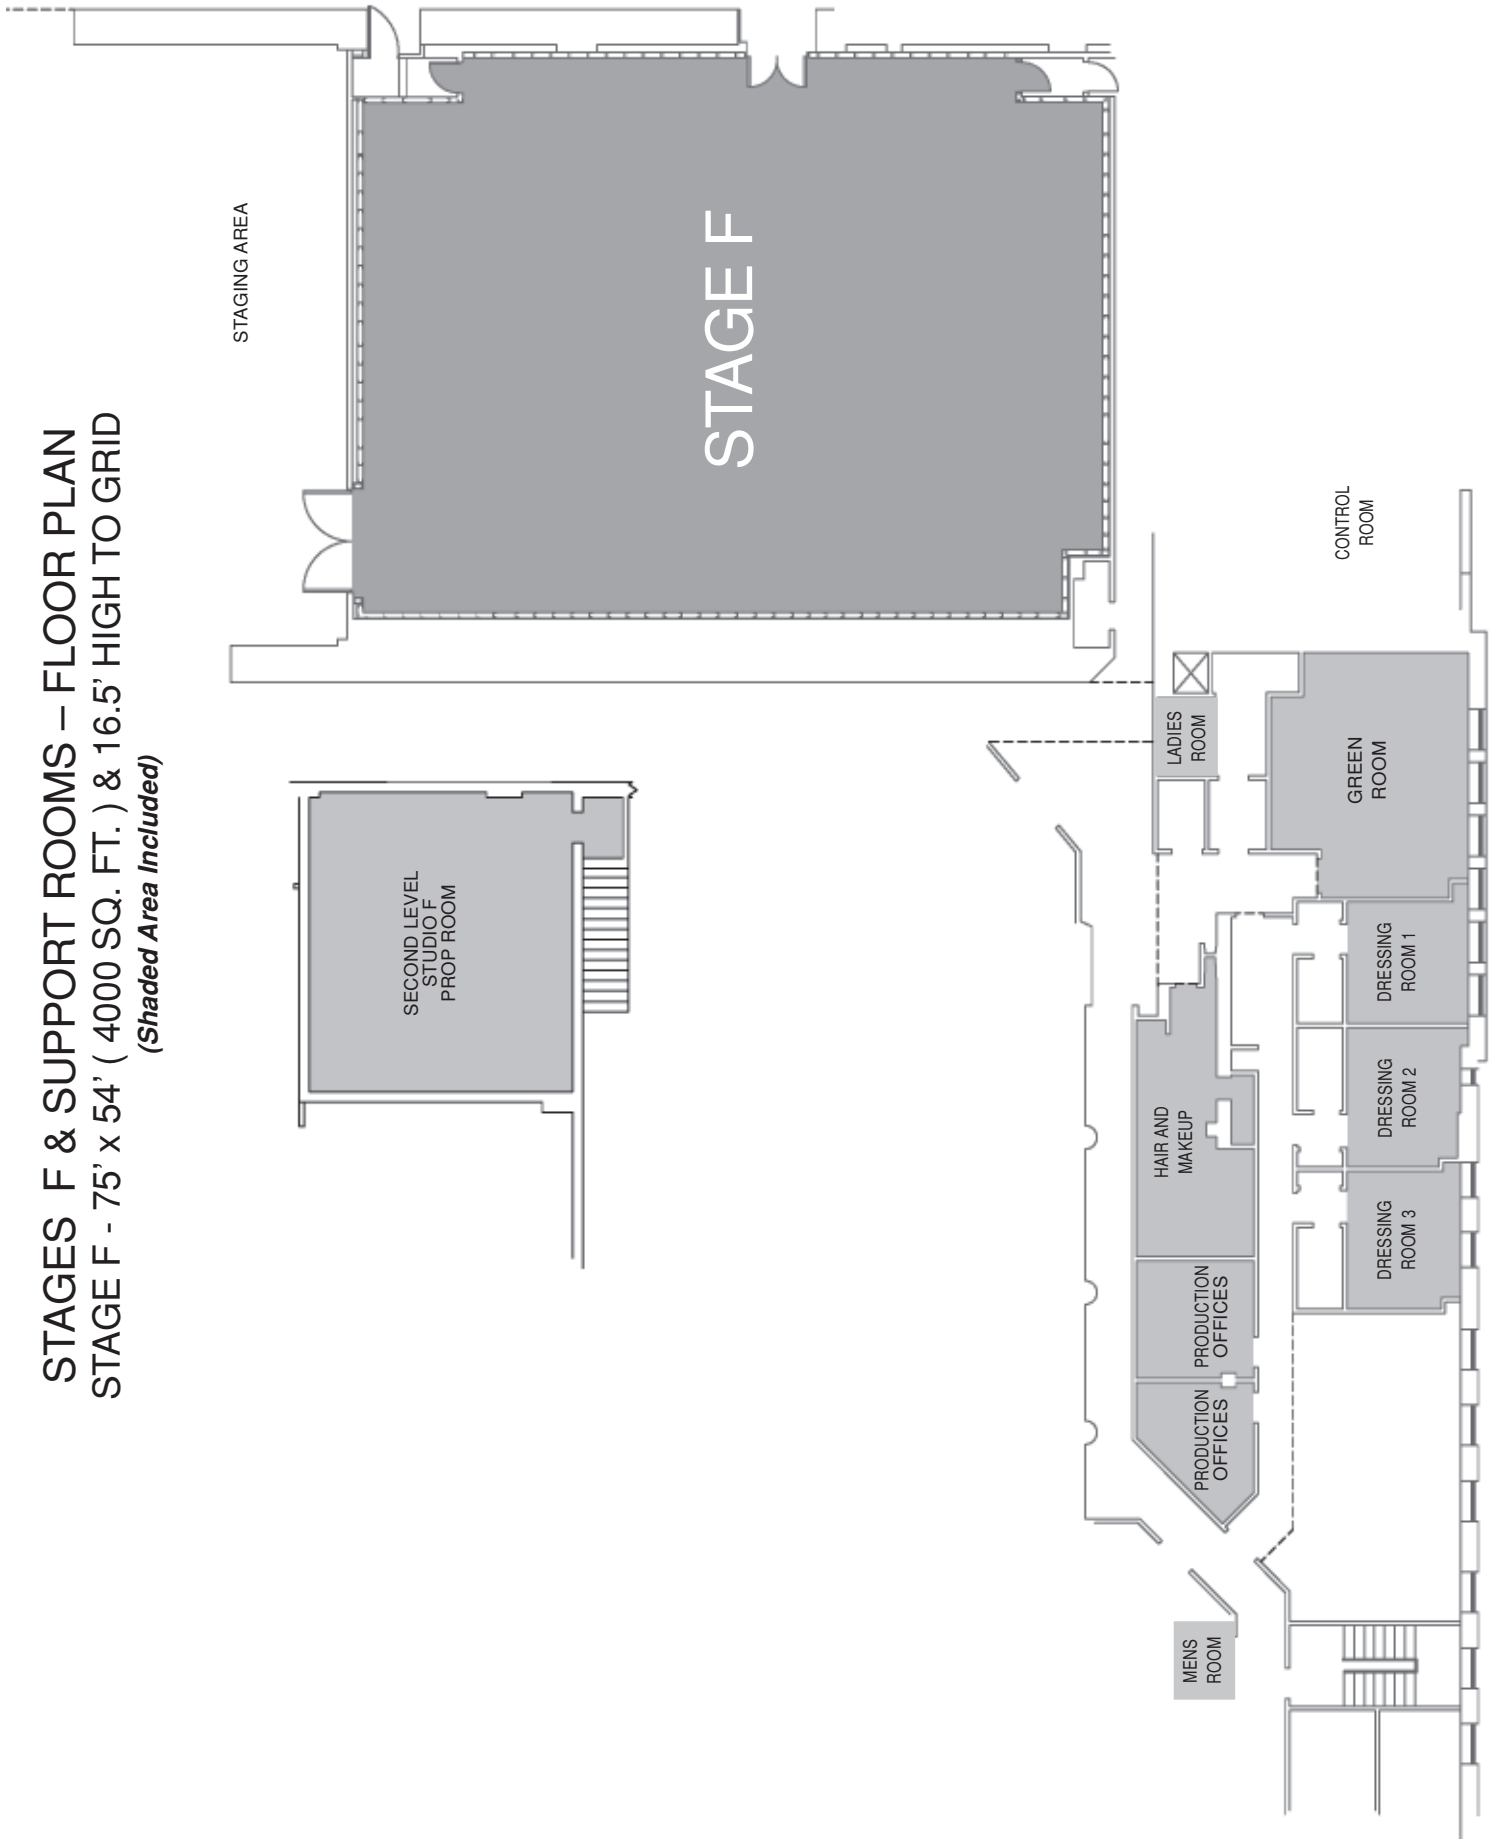 STAGES F & SUPPORT ROOMS – FLOOR PLAN
STAGE F - 75' x 54' ( 4000 SQ. FT. ) & 16.5' HIGH TO GRID
(Shaded Area Included)
STAGING AREA
SECOND LEVEL
STUDIO F
PROP ROOM
STAGE F
MENS
ROOM
PRODUCTION
OFFICES
PRODUCTION
OFFICES
HAIR AND
MAKEUP
LADIES
ROOM
DRESSING
ROOM 3
DRESSING
ROOM 2
DRESSING
ROOM 1
GREEN
ROOM
CONTROL
ROOM